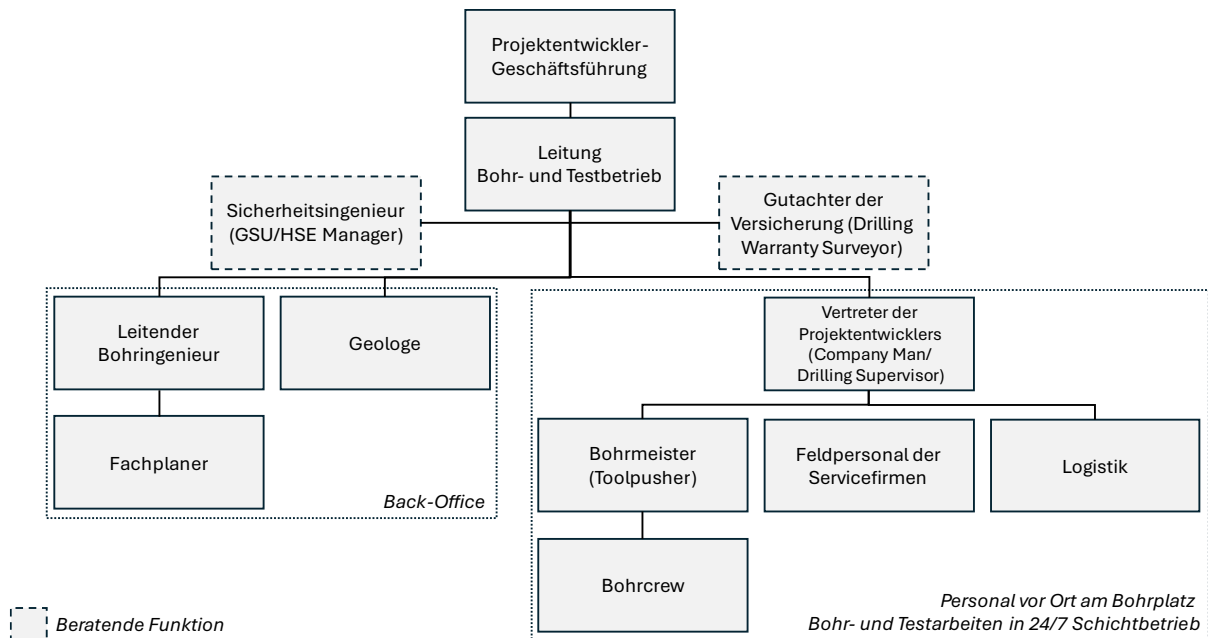 Projektentwickler-
Geschäftsführung
Leitung
Bohr- und Testbetrieb
Sicherheitsingenieur
(GSU/HSE Manager)
Gutachter der
Versicherung (Drilling
Warranty Surveyor)
Leitender
Bohringenieur
Geologe
Fachplaner
Back-Office
Vertreter der
Projektentwicklers
(Company Man/
Drilling Supervisor)
Bohrmeister
(Toolpusher)
Feldpersonal der
Servicefirmen
Logistik
Bohrcrew
Personal vor Ort am Bohrplatz
Bohr- und Testarbeiten in 24/7 Schichtbetrieb
Beratende Funktion